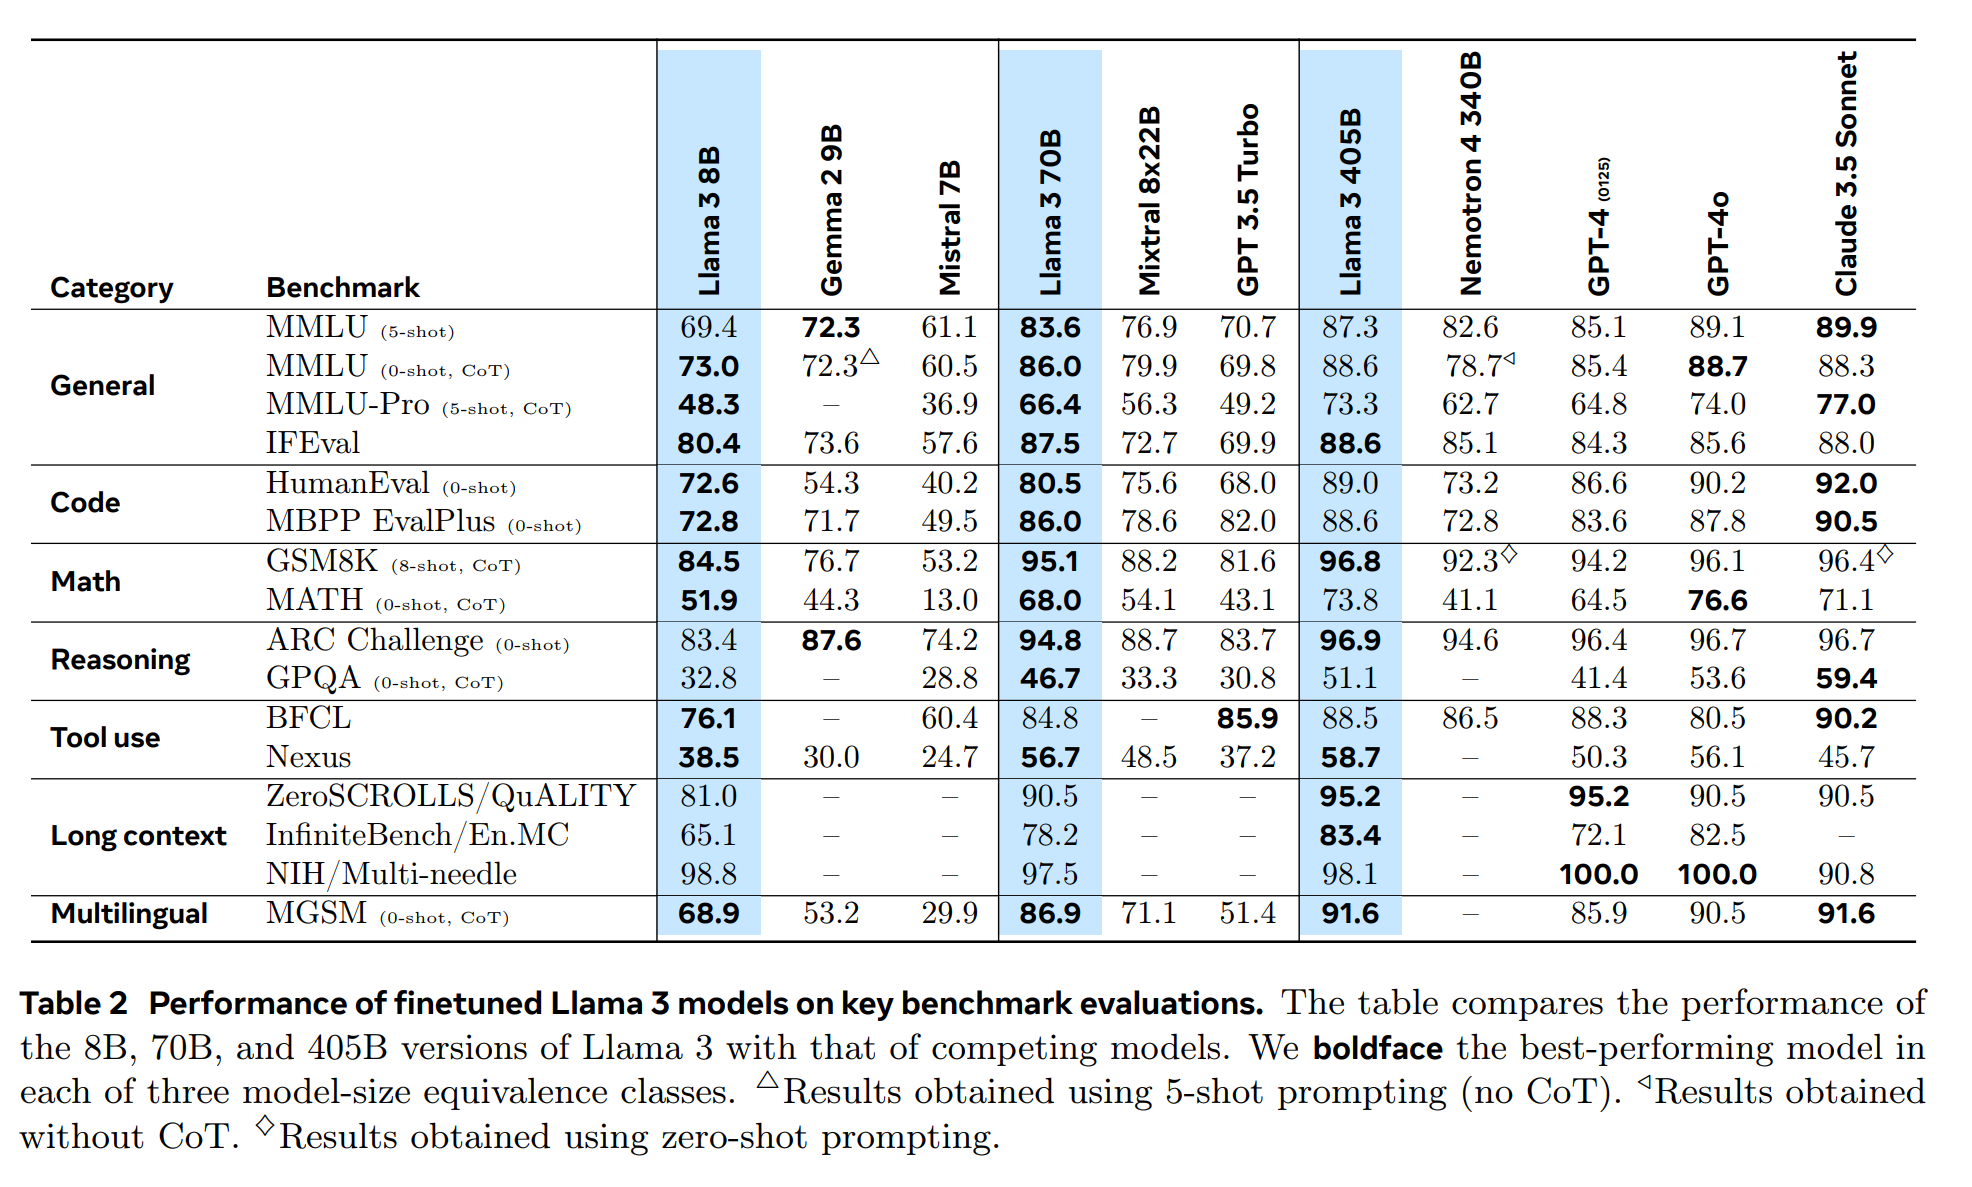 Category Benchmark Llama 3 8B Gemma 2 9B Mistral 7B Llama 3 70B Mixtral 8x22B GPT 3.5 Turbo Llama 3 405B Nemotron 4 340B GPT-4 (0125) GPT-4o Claude 3.5 Sonnet
General
MMLU (5-shot) 69.4 72.3 61.1 83.6 76.9 70.7 87.3 82.6 85.1 89.1 89.9
MMLU (0-shot, CoT) 73.0 72.3△ 60.5 86.0 79.9 69.8 88.6 78.7◁ 85.4 88.7 88.3
MMLU-Pro (5-shot, CoT) 48.3 – 36.9 66.4 56.3 49.2 73.3 62.7 64.8 74.0 77.0
IFEval 80.4 73.6 57.6 87.5 72.7 69.9 88.6 85.1 84.3 85.6 88.0
Code
HumanEval (0-shot) 72.6 54.3 40.2 80.5 75.6 68.0 89.0 73.2 86.6 90.2 92.0
MBPP EvalPlus (0-shot) 72.8 71.7 49.5 86.0 78.6 82.0 88.6 72.8 83.6 87.8 90.5
Math
GSM8K (8-shot, CoT) 84.5 76.7 53.2 95.1 88.2 81.6 96.8 92.3♢ 94.2 96.1 96.4♢
MATH (0-shot, CoT) 51.9 44.3 13.0 68.0 54.1 43.1 73.8 41.1 64.5 76.6 71.1
Reasoning
ARC Challenge (0-shot) 83.4 87.6 74.2 94.8 88.7 83.7 96.9 94.6 96.4 96.7 96.7
GPQA (0-shot, CoT) 32.8 – 28.8 46.7 33.3 30.8 51.1 – 41.4 53.6 59.4
Tool use
BFCL 76.1 – 60.4 84.8 – 85.9 88.5 86.5 88.3 80.5 90.2
Nexus 38.5 30.0 24.7 56.7 48.5 37.2 58.7 – 50.3 56.1 45.7
Long context
ZeroSCROLLS/QuALITY 81.0 – – 90.5 – – 95.2 – 95.2 90.5 90.5
InfiniteBench/En.MC 65.1 – – 78.2 – – 83.4 – 72.1 82.5 –
NIH/Multi-needle 98.8 – – 97.5 – – 98.1 – 100.0 100.0 90.8
Multilingual
MGSM (0-shot, CoT) 68.9 53.2 29.9 86.9 71.1 51.4 91.6 – 85.9 90.5 91.6
Table 2 Performance of finetuned Llama 3 models on key benchmark evaluations. The table compares the performance of
the 8B, 70B, and 405B versions of Llama 3 with that of competing models. We boldface the best-performing model in
each of three model-size equivalence classes. △Results obtained using 5-shot prompting (no CoT). ◁Results obtained
without CoT. ♢Results obtained using zero-shot prompting.